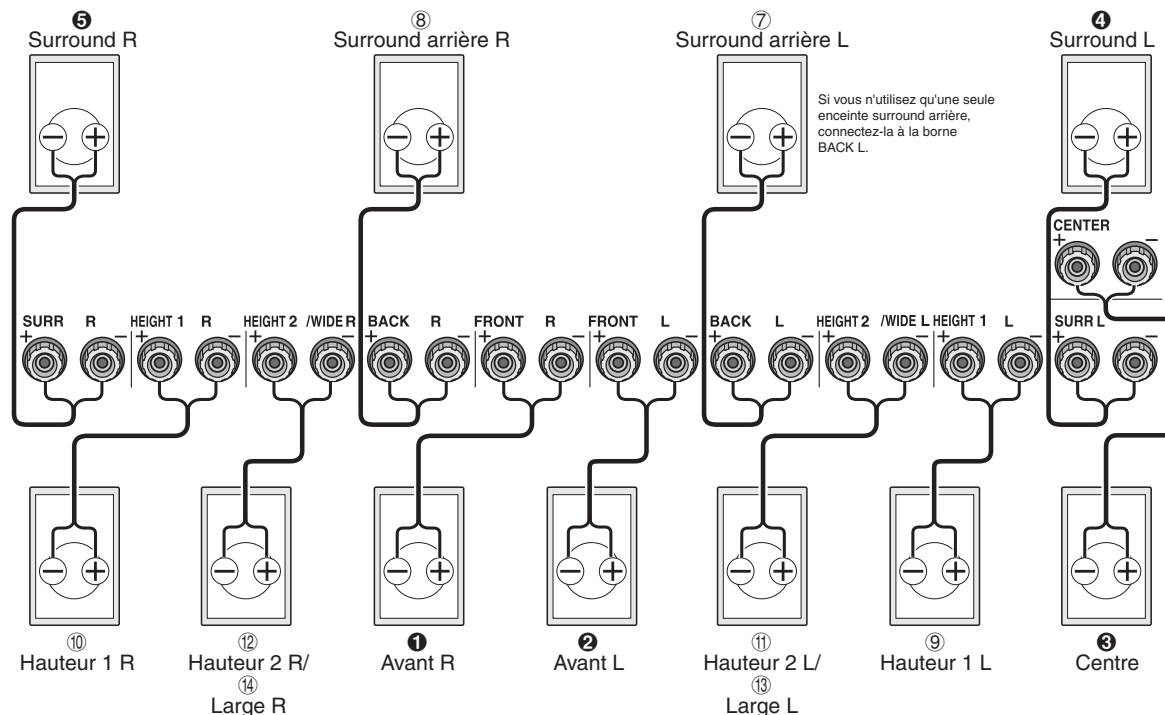 ❺ ⑧ ⑦ ❹
Surround R Surround arrière R Surround arrière L Surround L
Si vous n'utilisez qu'une seule
enceinte surround arrière,
connectez-la à la borne
BACK L.
− + − + − + − +
CENTER
+ −
SURR R HEIGHT 1 R HEIGHT 2 /WIDE R BACK R FRONT R FRONT L BACK L HEIGHT 2 /WIDE L HEIGHT 1 L SURR L
+ − + − + − + − + − + − + − + − + − + −
− + − + − + − + − + − + − +
⑩ ⑫ ❶ ❷ ⑪ ⑨ ❸
Hauteur 1 R Hauteur 2 R/ Avant R Avant L Hauteur 2 L/ Hauteur 1 L Centre
⑭ ⑬
Large R Large L